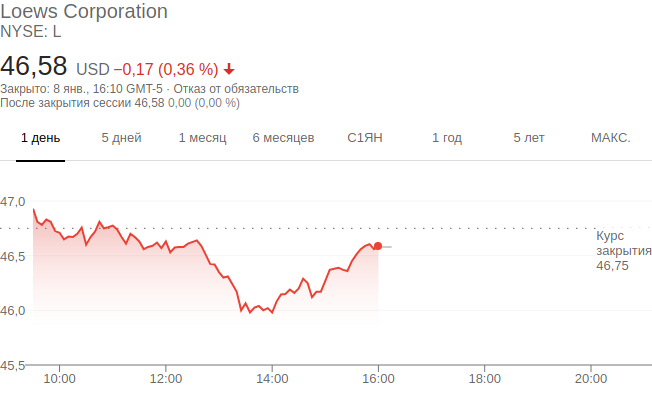 Loews Corporation
NYSE: L
46,58 USD −0,17 (0,36 %)
Закрыто: 8 янв., 16:10 GMT-5 · Отказ от обязательств
После закрытия сессии 46,58 0,00 (0,00 %)
1 день 5 дней 1 месяц 6 месяцев С1ЯН 1 год 5 лет МАКС.
47,0
46,5
46,0
45,5
Курс
закрытия
46,75
10:00 12:00 14:00 16:00 18:00 20:00